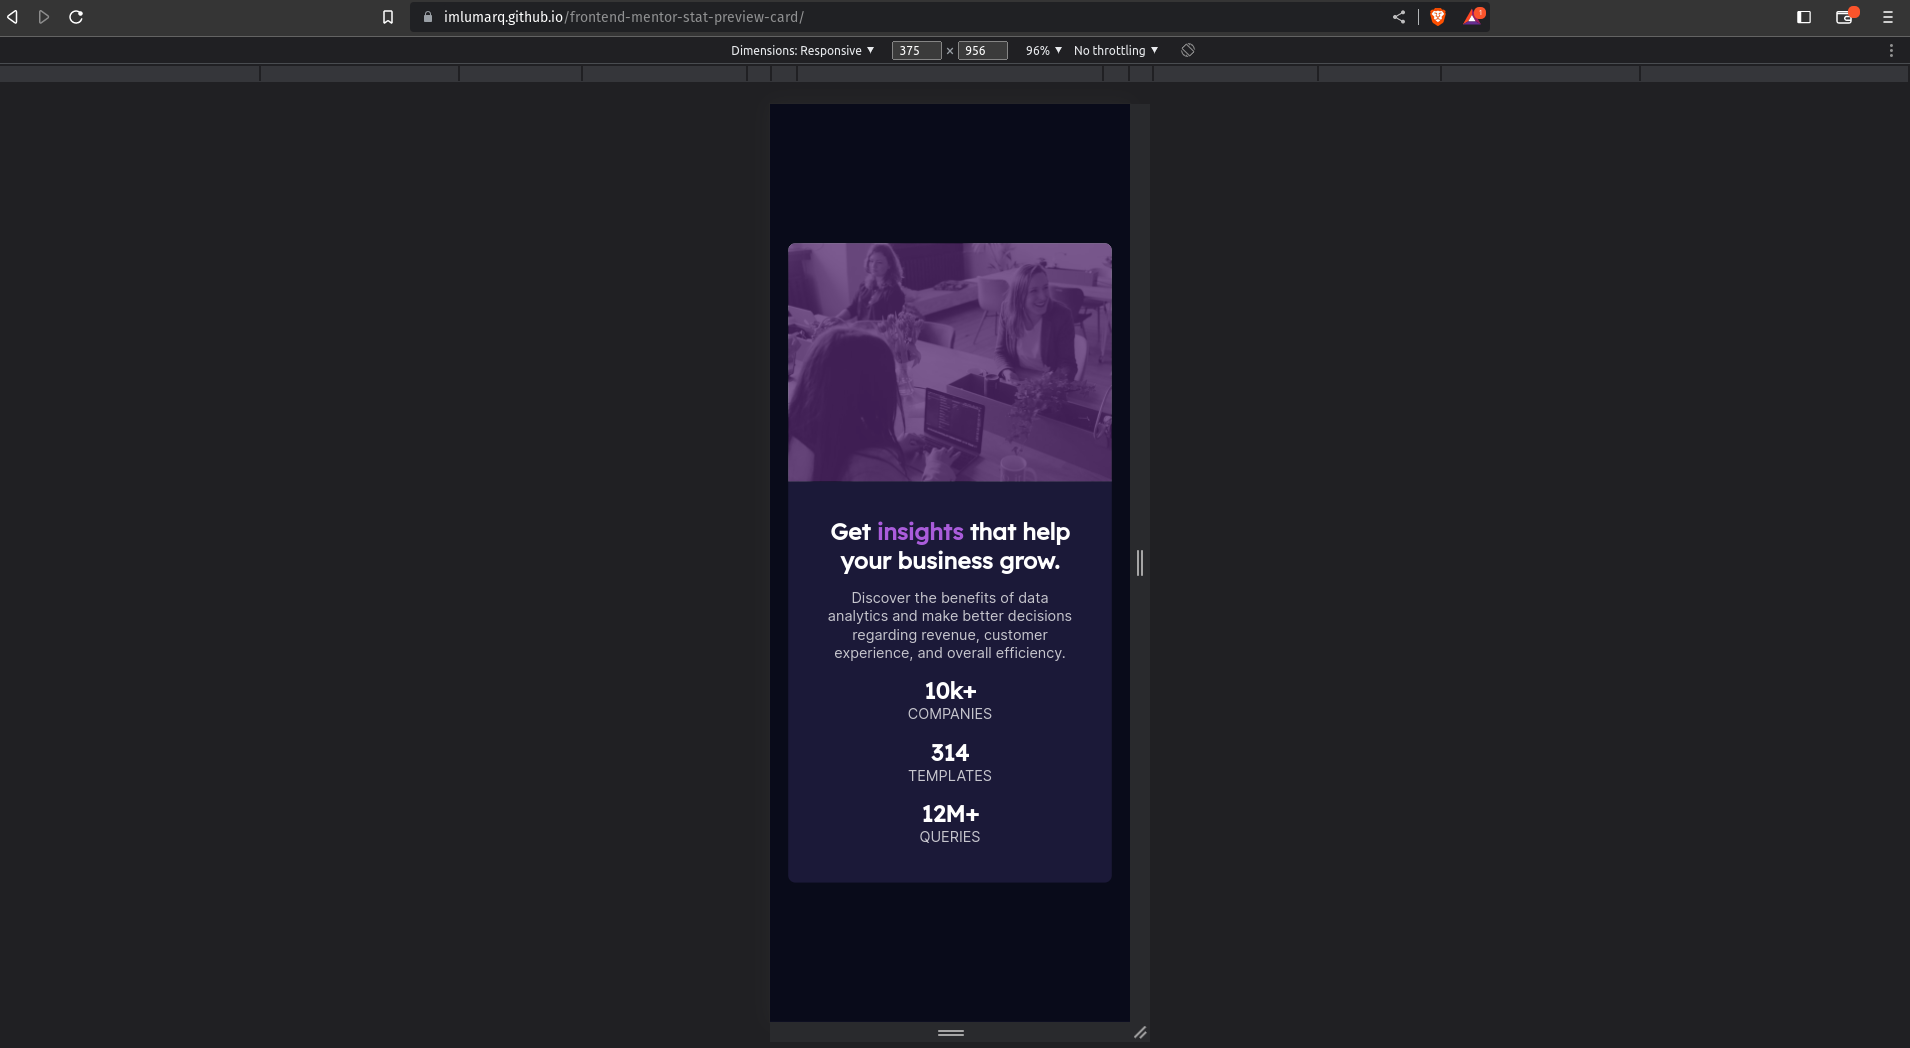 imlumarq.github.io/frontend-mentor-stat-preview-card/
1
Dimensions: Responsive ▼ 375 × 956 96% ▼ No throttling ▼
Get insights that help
your business grow.
Discover the benefits of data
analytics and make better decisions
regarding revenue, customer
experience, and overall efficiency.
10k+
COMPANIES
314
TEMPLATES
12M+
QUERIES